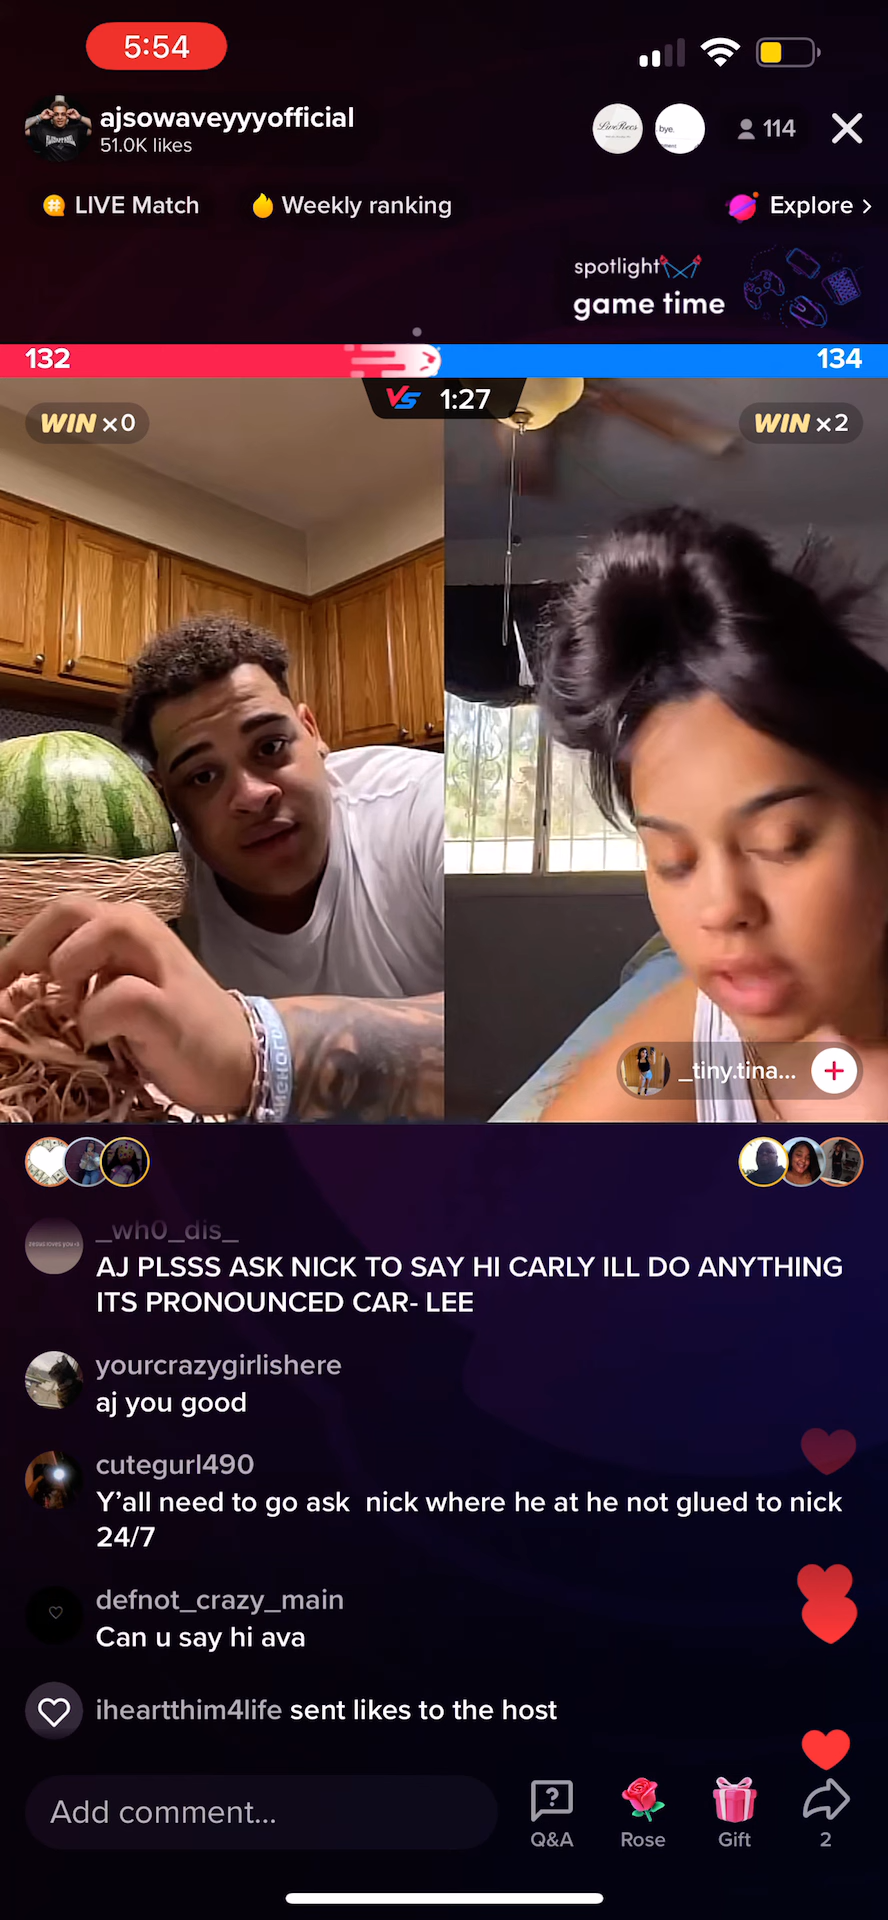 5:54
ajsowaveyyyofficial
51.0K likes
LiveRecs
bye.
114
LIVE Match
Weekly ranking
Explore >
spotlight
game time
132
134
VS 1:27
WIN x0
WIN x2
_tiny.tina...
_wh0_dis_
AJ PLSSS ASK NICK TO SAY HI CARLY ILL DO ANYTHING
ITS PRONOUNCED CAR- LEE
yourcrazygirlishere
aj you good
cutegurl490
Y’all need to go ask  nick where he at he not glued to nick
24/7
defnot_crazy_main
Can u say hi ava
iheartthim4life sent likes to the host
Add comment...
Q&A
Rose
Gift
2